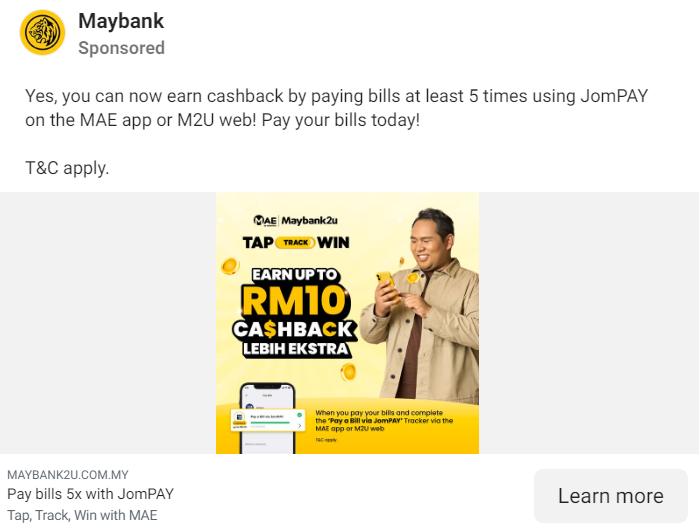 Maybank
Sponsored
Yes, you can now earn cashback by paying bills at least 5 times using JomPAY
on the MAE app or M2U web! Pay your bills today!
T&C apply.
MAE Maybank2u
TAP TRACK WIN
EARN UP TO
RM10
CA$HBACK
LEBIH EKSTRA
Pay a Bill via JomPAY
When you pay your bills and complete
the "Pay a Bill via JomPAY" Tracker via the
MAE app or M2U web
T&C apply.
MAYBANK2U.COM.MY
Pay bills 5x with JomPAY
Tap, Track, Win with MAE
Learn more